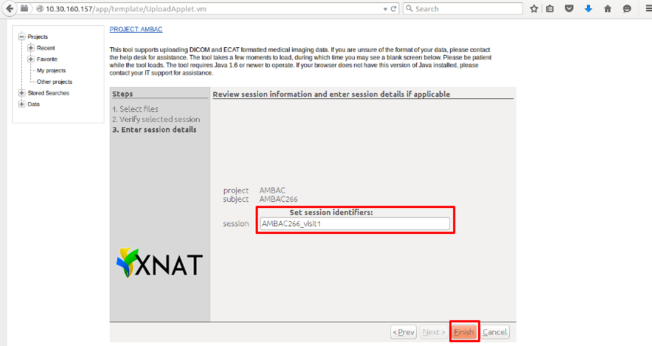 10.30.160.157/app/template/UploadApplet.vm
Search
Projects
Recent
Favorite
My projects
Other projects
Stored Searches
Data
PROJECT: AMBAC
This tool supports uploading DICOM and ECAT formatted medical imaging data. If you are unsure of the format of your data, please contact
the help desk for assistance. The tool takes a few moments to load, during which time you may see a blank screen below. Please be patient
while the tool loads. The tool requires Java 1.6 or newer to operate. If your browser does not have this version of Java installed, please
contact your IT support for assistance.
Steps
1. Select files
2. Verify selected session
3. Enter session details
XNAT
Review session information and enter session details if applicable
project AMBAC
subject AMBAC266
Set session identifiers:
session AMBAC266_visit1
< Prev Next > Finish Cancel